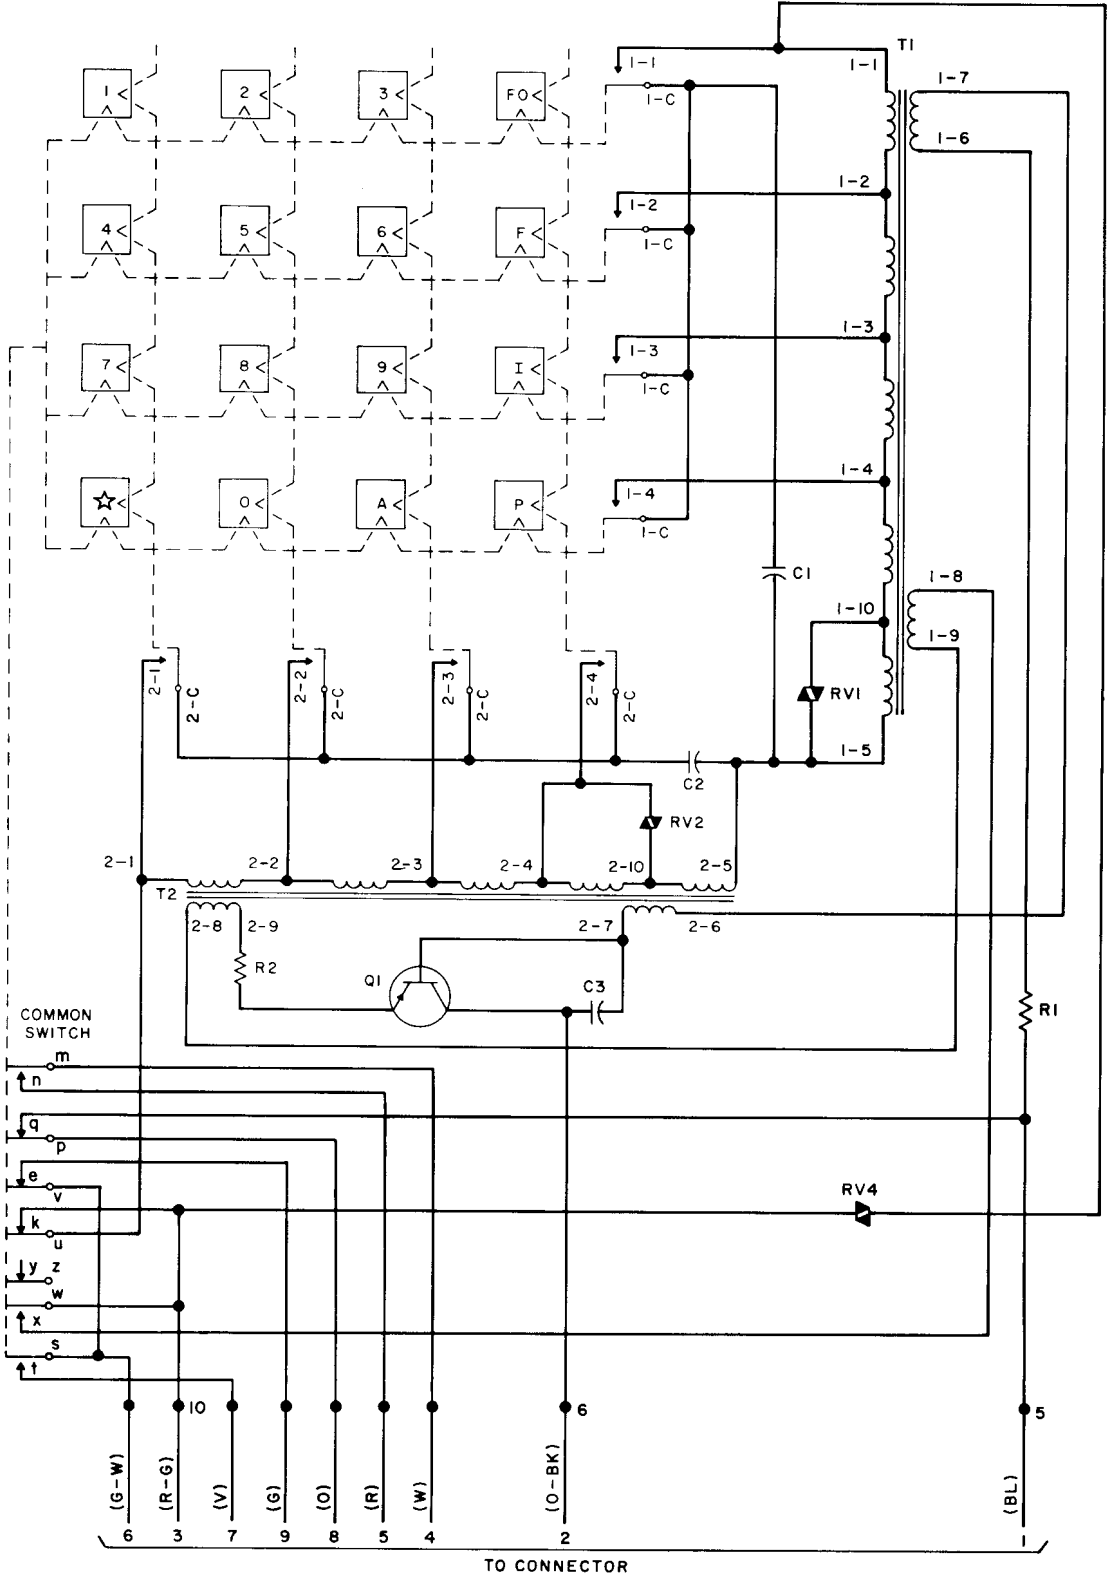 T1
1-1
1-1
1-7
1 2 3 FO
1-C
1-6
1-2
1-2
4 5 6 F
1-C
1-3
1-3
7 8 9 I
1-C
1-4
1-4
☆ O A P
1-C
C1
1-8
1-10
1-9
2-1
2-C
2-2
2-C
2-3
2-C
2-4
2-C
RV1
1-5
C2
RV2
2-1 2-2 2-3 2-4 2-10 2-5
T2
2-8 2-9 2-7 2-6
R2
Q1
C3
R1
COMMON
SWITCH
m
n
q
p
e
v
RV4
k
u
y z
w
x
s
t
10
6
5
(G-W) (R-G) (V) (G) (O) (R) (W) (O-BK) (BL)
6 3 7 9 8 5 4 2 1
TO CONNECTOR